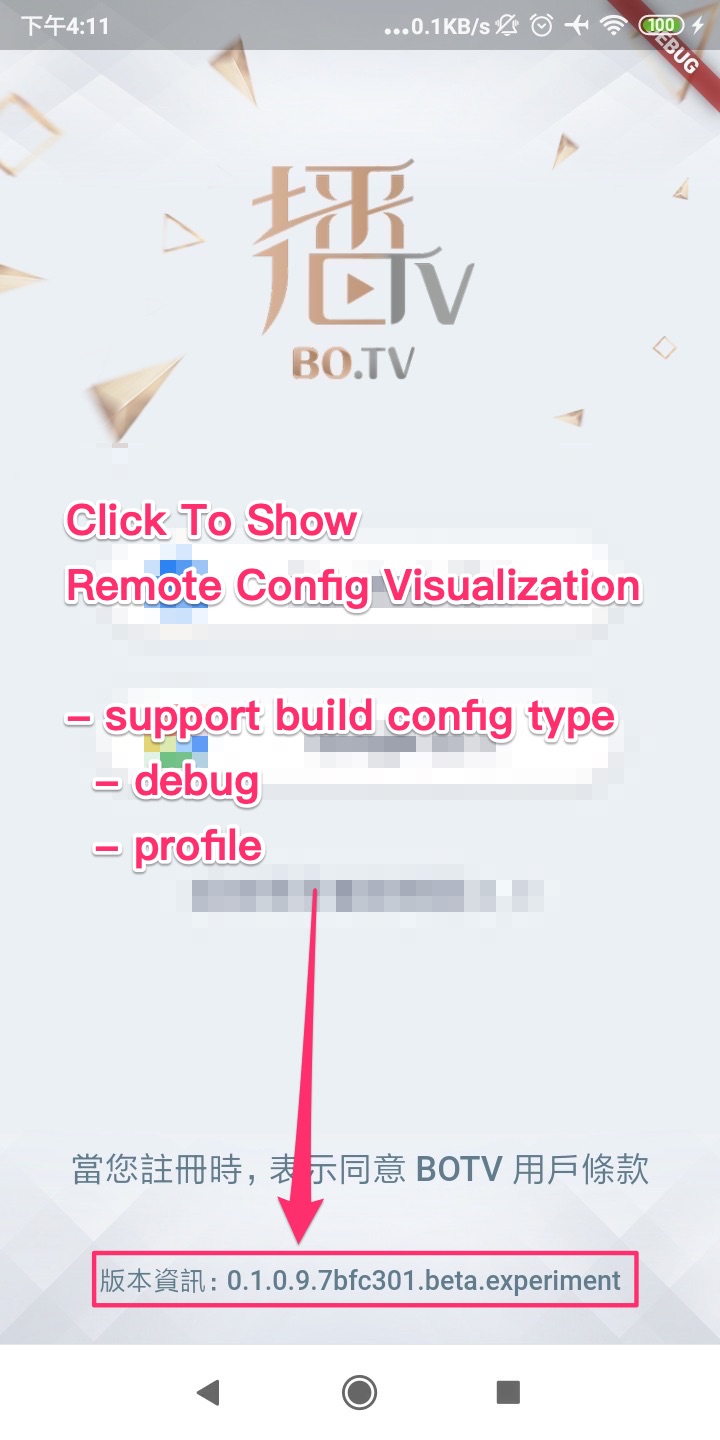 下午4:11
...0.1KB/s
100
DEBUG
播TV
BO.TV
Click To Show
Remote Config Visualization
- support build config type
- debug
- profile
當您註冊時，表示同意 BOTV 用戶條款
版本資訊：0.1.0.9.7bfc301.beta.experiment